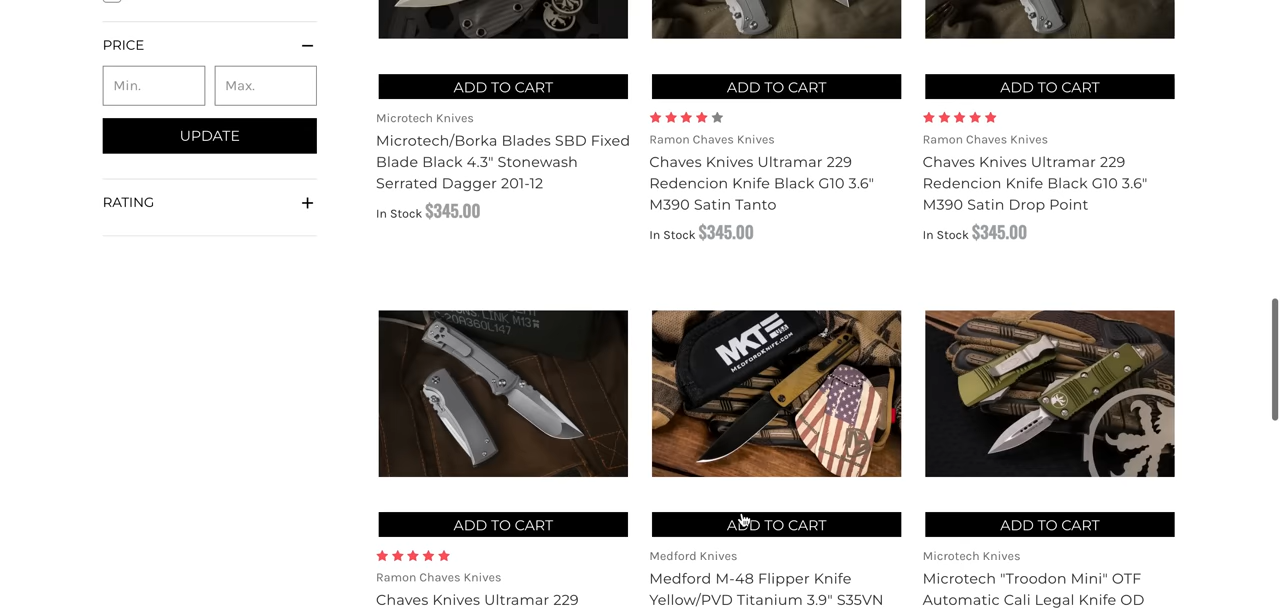 PRICE
Min.
Max.
UPDATE
RATING
ADD TO CART
Microtech Knives
Microtech/Borka Blades SBD Fixed
Blade Black 4.3" Stonewash
Serrated Dagger 201-12
In Stock $345.00
ADD TO CART
Ramon Chaves Knives
Chaves Knives Ultramar 229
Redencion Knife Black G10 3.6"
M390 Satin Tanto
In Stock $345.00
ADD TO CART
Ramon Chaves Knives
Chaves Knives Ultramar 229
Redencion Knife Black G10 3.6"
M390 Satin Drop Point
In Stock $345.00
ADD TO CART
Ramon Chaves Knives
Chaves Knives Ultramar 229
MKT
MEDFORDKNIFE.COM
ADD TO CART
Medford Knives
Medford M-48 Flipper Knife
Yellow/PVD Titanium 3.9" S35VN
ADD TO CART
Microtech Knives
Microtech "Troodon Mini" OTF
Automatic Cali Legal Knife OD